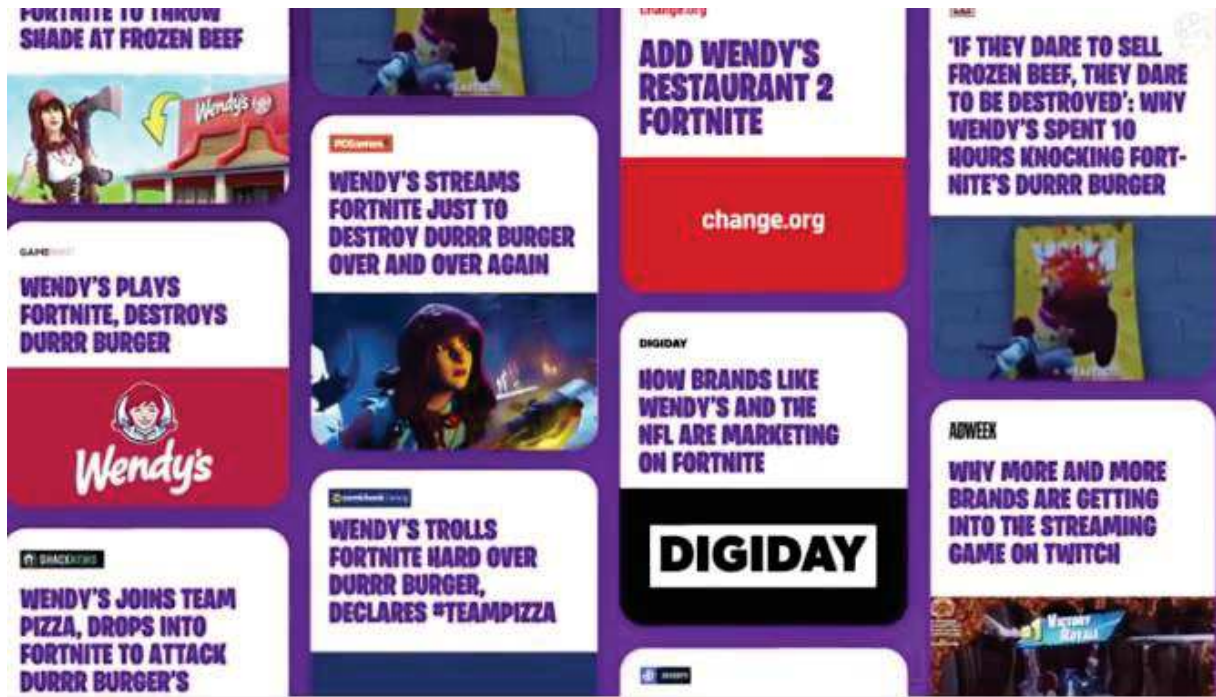 FORTNITE TO THROW
SHADE AT FROZEN BEEF
Wendy's
WENDY'S PLAYS
FORTNITE, DESTROYS
DURRR BURGER
Wendy's
SHACKNEWS
WENDY'S JOINS TEAM
PIZZA, DROPS INTO
FORTNITE TO ATTACK
DURRR BURGER'S
WENDY'S STREAMS
FORTNITE JUST TO
DESTROY DURRR BURGER
OVER AND OVER AGAIN
WENDY'S TROLLS
FORTNITE HARD OVER
DURRR BURGER,
DECLARES #TEAMPIZZA
change.org
ADD WENDY'S
RESTAURANT 2
FORTNITE
change.org
DIGIDAY
HOW BRANDS LIKE
WENDY'S AND THE
NFL ARE MARKETING
ON FORTNITE
DIGIDAY
'IF THEY DARE TO SELL
FROZEN BEEF, THEY DARE
TO BE DESTROYED': WHY
WENDY'S SPENT 10
HOURS KNOCKING FORT-
NITE'S DURRR BURGER
ADWEEK
WHY MORE AND MORE
BRANDS ARE GETTING
INTO THE STREAMING
GAME ON TWITCH
#1 VICTORY
ROYALE